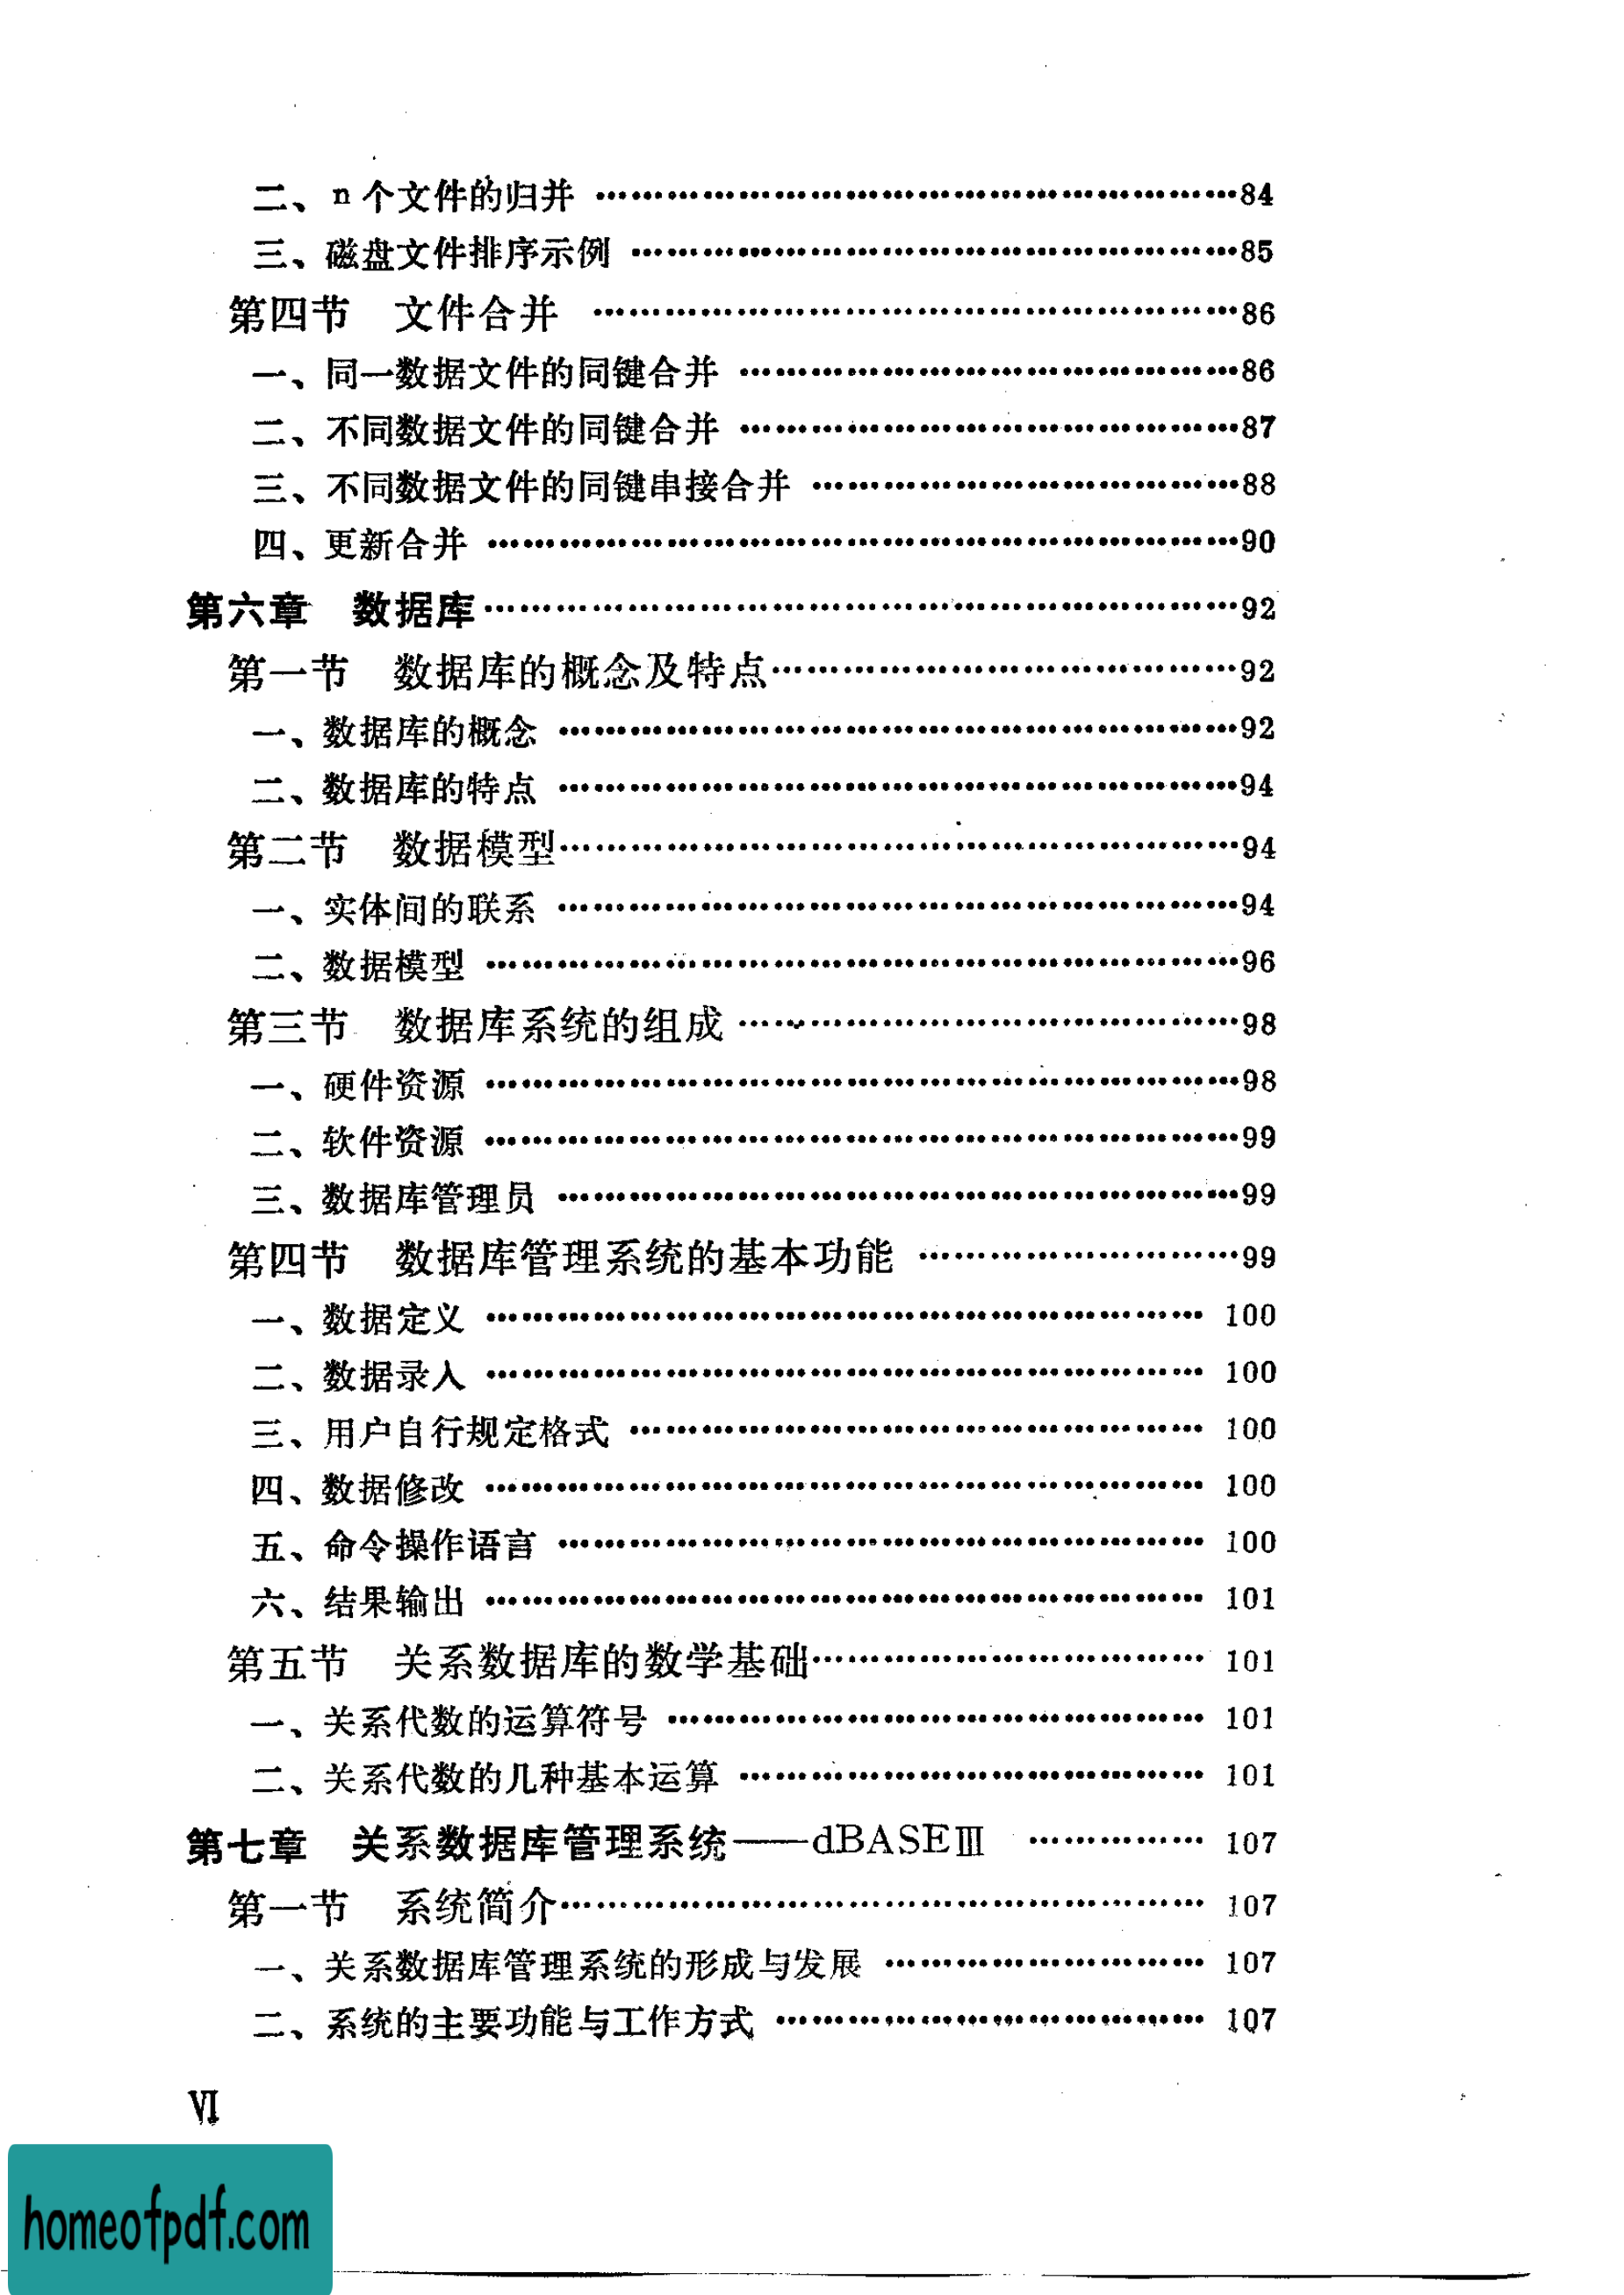 二、n 个文件的归并 ………………………………84
三、磁盘文件排序示例 ………………………………85
第四节　文件合并 ………………………………86
一、同一数据文件的同键合并 ………………………………86
二、不同数据文件的同键合并 ………………………………87
三、不同数据文件的同键串接合并 ………………………………88
四、更新合并 ………………………………90
第六章　数据库………………………………92
第一节　数据库的概念及特点………………………………92
一、数据库的概念 ………………………………92
二、数据库的特点 ………………………………94
第二节　数据模型………………………………94
一、实体间的联系 ………………………………94
二、数据模型 ………………………………96
第三节　数据库系统的组成 ………………………………98
一、硬件资源 ………………………………98
二、软件资源 ………………………………99
三、数据库管理员 ………………………………99
第四节　数据库管理系统的基本功能 ………………………………99
一、数据定义 ……………………………… 100
二、数据录入 ……………………………… 100
三、用户自行规定格式 ……………………………… 100
四、数据修改 ……………………………… 100
五、命令操作语言 ……………………………… 100
六、结果输出 ……………………………… 101
第五节　关系数据库的数学基础……………………………… 101
一、关系代数的运算符号 ……………………………… 101
二、关系代数的几种基本运算 ……………………………… 101
第七章　关系数据库管理系统——dBASEⅢ …………… 107
第一节　系统简介……………………………… 107
一、关系数据库管理系统的形成与发展 ……………………… 107
二、系统的主要功能与工作方式 ……………………………… 107
Ⅵ
homeofpdf.com